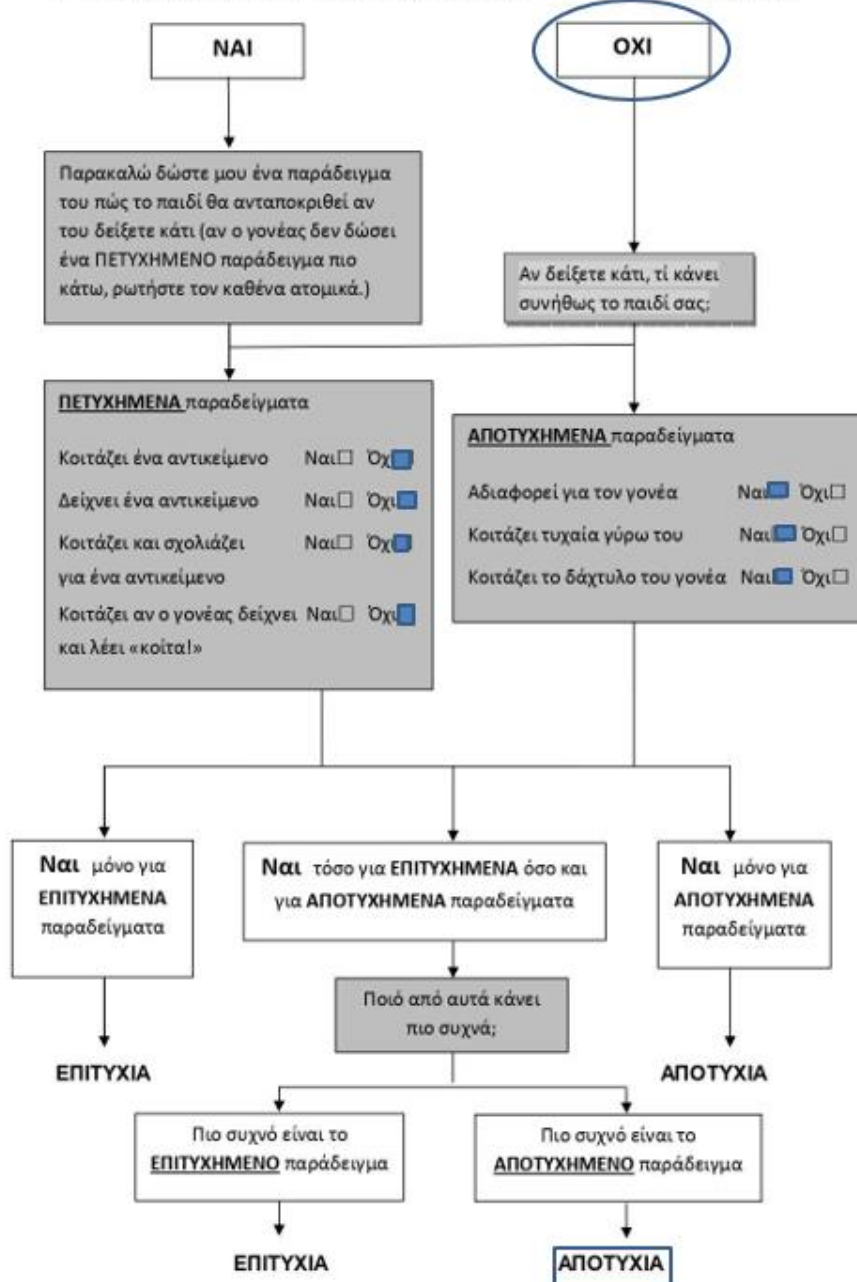 ΝΑΙ
ΟΧΙ
Παρακαλώ δώστε μου ένα παράδειγμα
του πώς το παιδί θα ανταποκριθεί αν
του δείξετε κάτι (αν ο γονέας δεν δώσει
ένα ΠΕΤΥΧΗΜΕΝΟ παράδειγμα πιο
κάτω, ρωτήστε τον καθένα ατομικά.)
Αν δείξετε κάτι, τί κάνει
συνήθως το παιδί σας;
ΠΕΤΥΧΗΜΕΝΑ παραδείγματα
Κοιτάζει ένα αντικείμενο Ναι☐ Όχι
Δείχνει ένα αντικείμενο Ναι☐ Όχι
Κοιτάζει και σχολιάζει Ναι☐ Όχι
για ένα αντικείμενο
Κοιτάζει αν ο γονέας δείχνει Ναι☐ Όχι
και λέει «κοίτα!»
ΑΠΟΤΥΧΗΜΕΝΑ παραδείγματα
Αδιαφορεί για τον γονέα Ναι Όχι☐
Κοιτάζει τυχαία γύρω του Ναι Όχι☐
Κοιτάζει το δάχτυλο του γονέα Ναι Όχι☐
Ναι μόνο για
ΕΠΙΤΥΧΗΜΕΝΑ
παραδείγματα
Ναι τόσο για ΕΠΙΤΥΧΗΜΕΝΑ όσο και
για ΑΠΟΤΥΧΗΜΕΝΑ παραδείγματα
Ναι μόνο για
ΑΠΟΤΥΧΗΜΕΝΑ
παραδείγματα
Ποιό από αυτά κάνει
πιο συχνά;
ΕΠΙΤΥΧΙΑ
ΑΠΟΤΥΧΙΑ
Πιο συχνό είναι το
ΕΠΙΤΥΧΗΜΕΝΟ παράδειγμα
Πιο συχνό είναι το
ΑΠΟΤΥΧΗΜΕΝΟ παράδειγμα
ΕΠΙΤΥΧΙΑ
ΑΠΟΤΥΧΙΑ